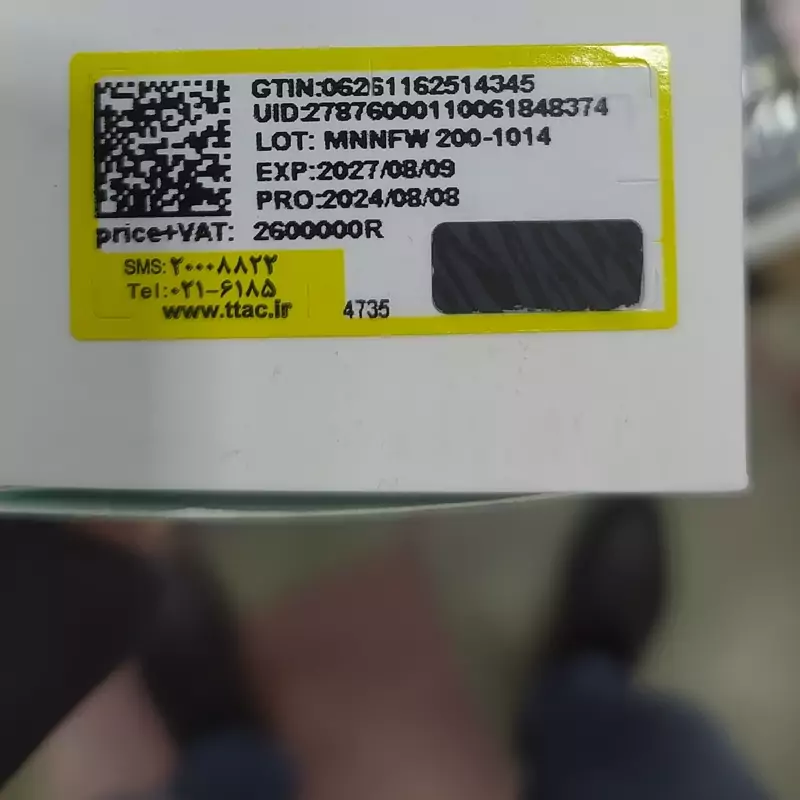 GTIN:06261162514345
UID:27876000110061848374
LOT: MNNFW 200-1014
EXP:2027/08/09
PRO:2024/08/08
price+VAT: 2600000R
SMS:۲۰۰۰۸۸۲۲
Tel:۰۲۱-۶۱۸۵
www.ttac.ir
4735